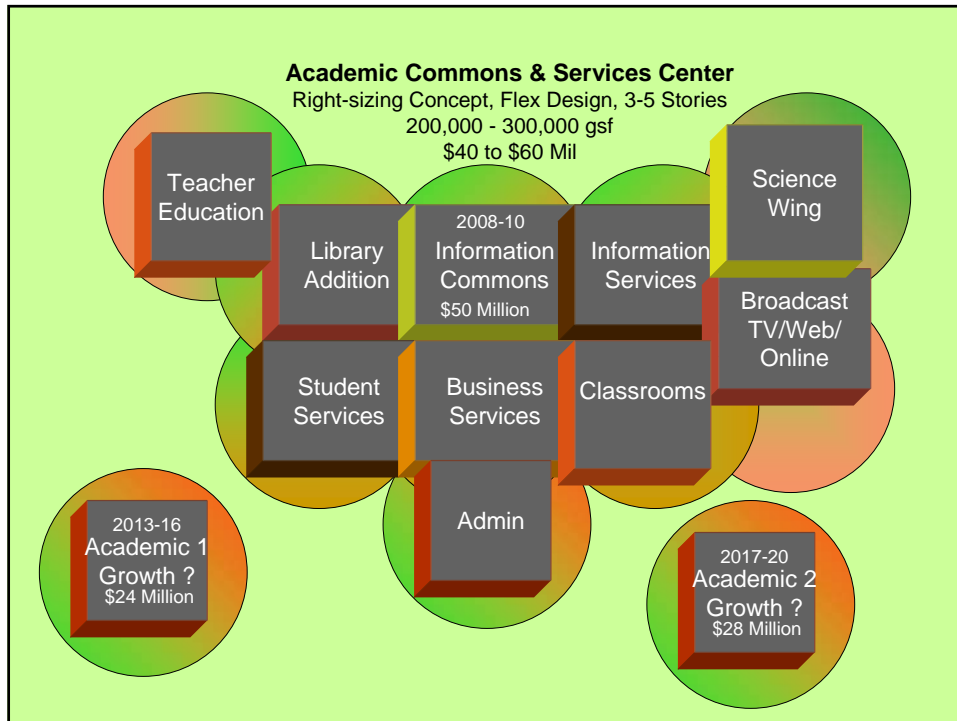 Academic Commons & Services Center
Right-sizing Concept, Flex Design, 3-5 Stories
200,000 - 300,000 gsf
$40 to $60 Mil
Teacher
Education
Science
Wing
Library
Addition
2008-10
Information
Commons
$50 Million
Information
Services
Broadcast
TV/Web/
Online
Student
Services
Business
Services
Classrooms
Admin
2013-16
Academic 1
Growth ?
$24 Million
2017-20
Academic 2
Growth ?
$28 Million